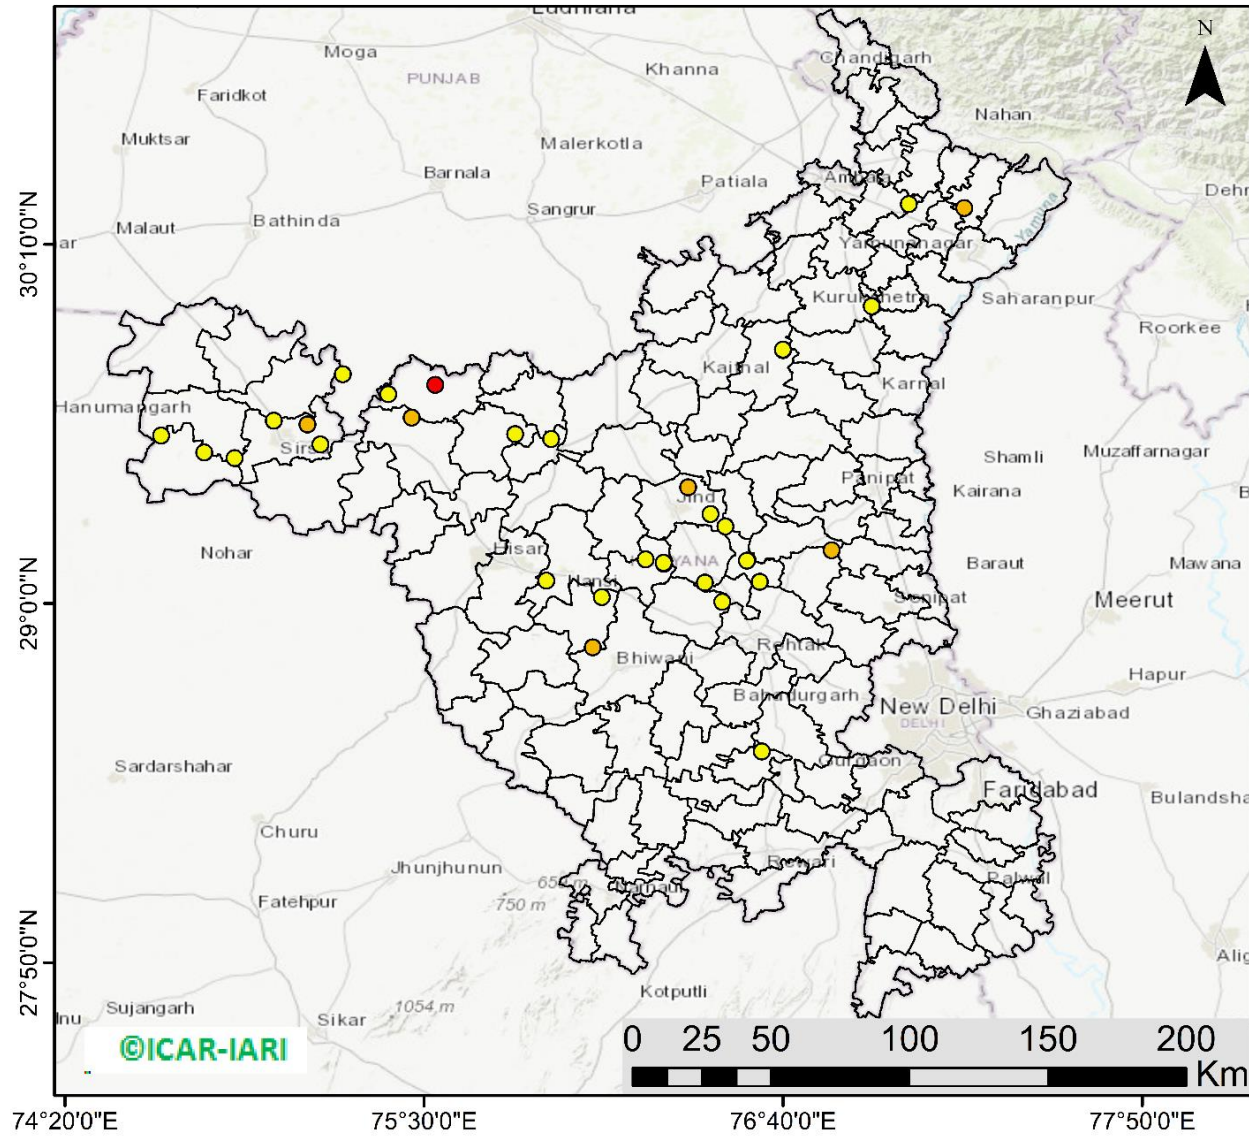 Ludhiana
N
Moga
Khanna
Chandigarh
PUNJAB
Faridkot
Nahan
Muktsar
Malerkotla
Barnala
Patiala
Ambala
Dehr
Sangrur
Malaut
Bathinda
Yamuna
ar
Yamunanagar
30°10'0"N
Kurukshetra
Saharanpur
Roorkee
Kaithal
Karnal
Hanumangarh
Sirs
Muzaffarnagar
Shamli
Panipat
Kairana
B
Jind
Nohar
Hisar
YANA
Baraut
Mawana
Hansi
29°0'0"N
Sonipat
Meerut
Rohtak
Bhiwani
Hapur
Bahadurgarh
New Delhi
Ghaziabad
DELHI
Gurgaon
Sardarshahar
Faridabad
Bulandsha
Churu
Jhunjhunun
Rewari
Narnaul
Palwal
750 m
Fatehpur
Alig
27°50'0"N
Kotputli
Sujangarh
1054 m
Sikar
©ICAR-IARI
0 25 50 100 150 200
Km
74°20'0"E 75°30'0"E 76°40'0"E 77°50'0"E